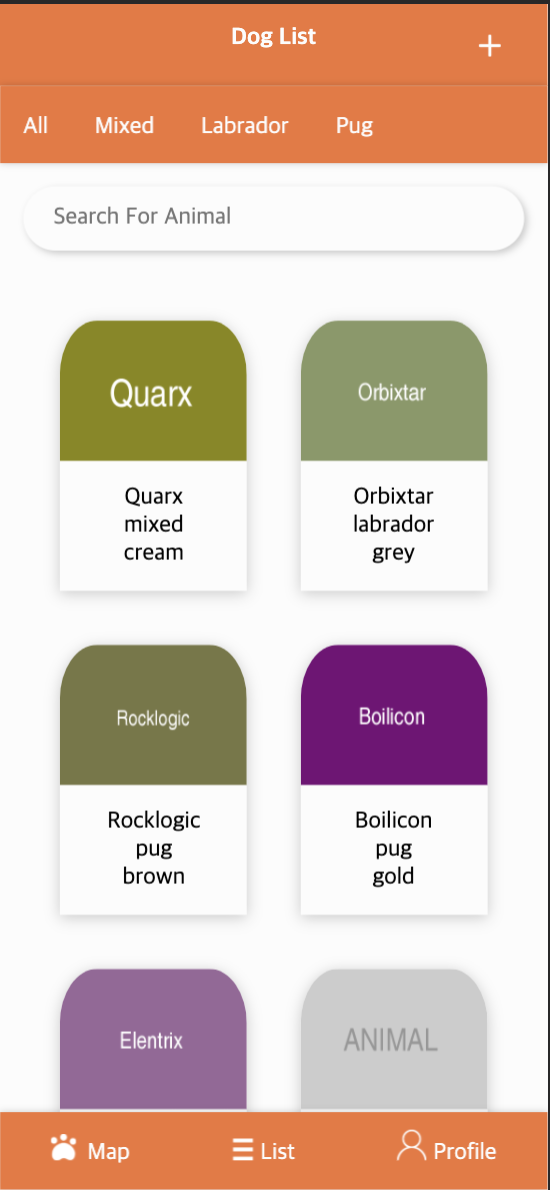 Dog List
+
All Mixed Labrador Pug
Search For Animal
Quarx
Orbixtar
Quarx
mixed
cream
Orbixtar
labrador
grey
Rocklogic
Boilicon
Rocklogic
pug
brown
Boilicon
pug
gold
Elentrix
ANIMAL
Map List Profile